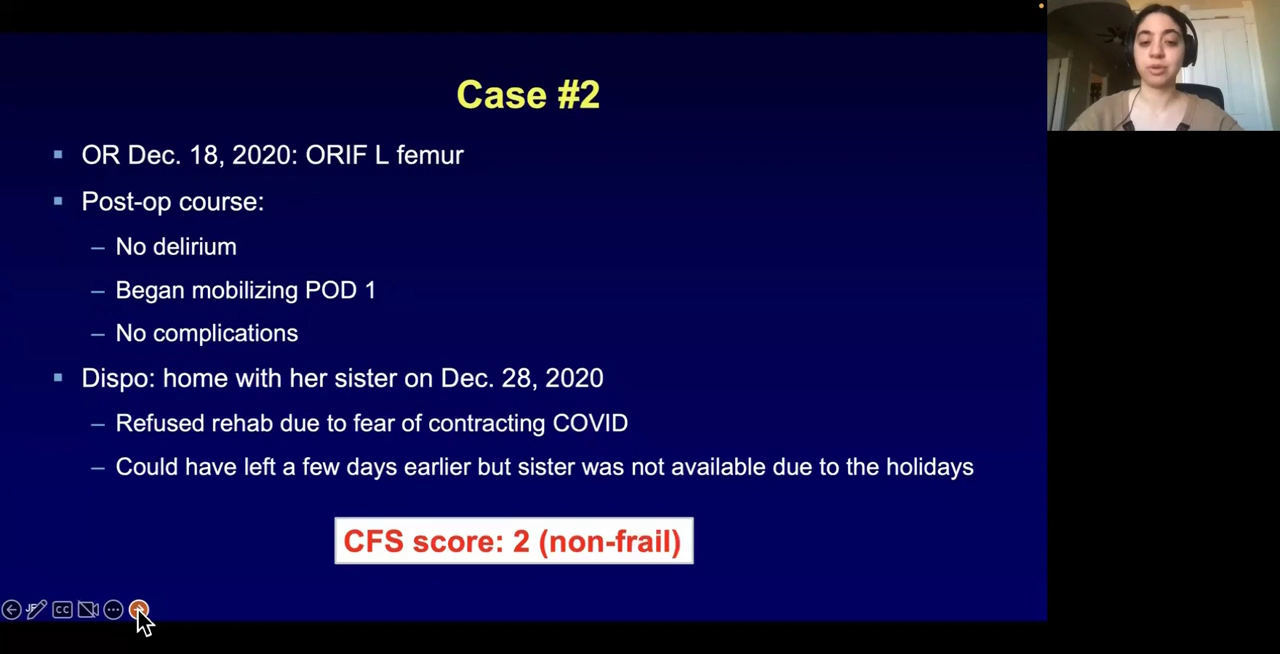 Case #2
OR Dec. 18, 2020: ORIF L femur
Post-op course:
– No delirium
– Began mobilizing POD 1
– No complications
Dispo: home with her sister on Dec. 28, 2020
– Refused rehab due to fear of contracting COVID
– Could have left a few days earlier but sister was not available due to the holidays
CFS score: 2 (non-frail)
CC